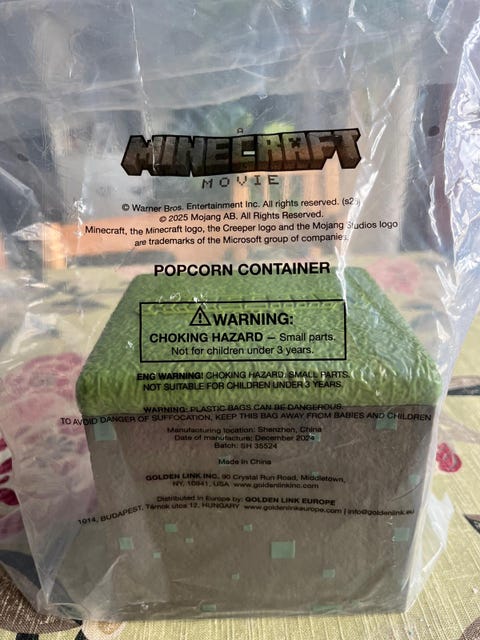 A
MINECRAFT
MOVIE
© Warner Bros. Entertainment Inc. All rights reserved.
© 2025 Mojang AB. All Rights Reserved.
Minecraft, the Minecraft logo, the Creeper logo and the Mojang Studios logo
are trademarks of the Microsoft group of companies.
POPCORN CONTAINER
⚠WARNING:
CHOKING HAZARD – Small parts.
Not for children under 3 years.
ENG WARNING! CHOKING HAZARD. SMALL PARTS.
NOT SUITABLE FOR CHILDREN UNDER 3 YEARS.
WARNING: PLASTIC BAGS CAN BE DANGEROUS.
TO AVOID DANGER OF SUFFOCATION, KEEP THIS BAG AWAY FROM BABIES AND CHILDREN
Manufacturing location: Shenzhen, China
Date of manufacture: December 2024
Batch: SH 35524
Made in China
GOLDEN LINK INC. 90 Crystal Run Road, Middletown,
NY, 10941, USA www.goldenlinkinc.com
Distributed in Europe by: GOLDEN LINK EUROPE
1014, BUDAPEST, Tárnok utca 12, HUNGARY www.goldenlinkeurope.com | info@goldenlink.eu